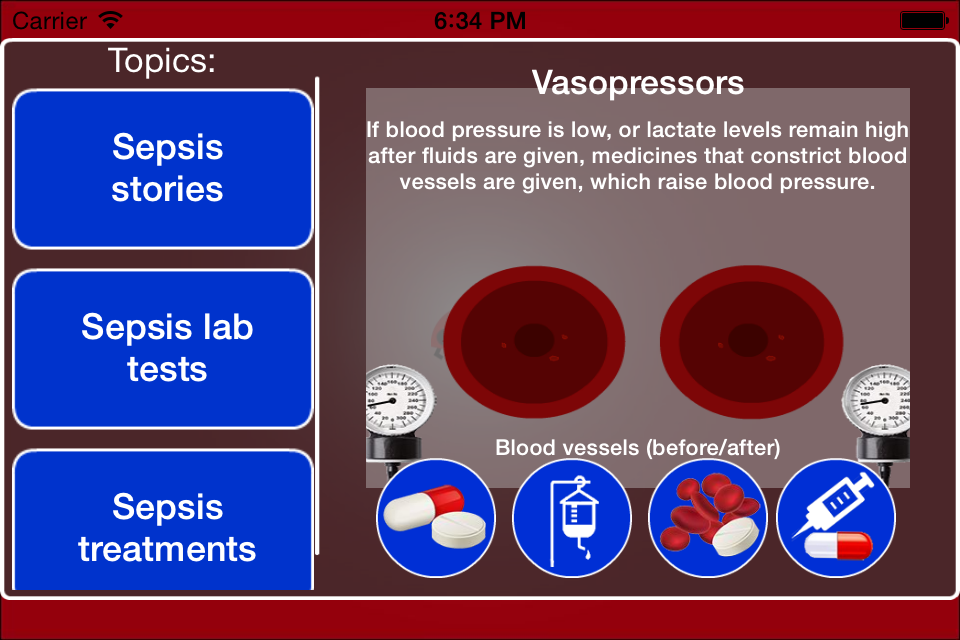 Carrier
6:34 PM
Topics:
Sepsis
stories
Sepsis lab
tests
Sepsis
treatments
Vasopressors
If blood pressure is low, or lactate levels remain high
after fluids are given, medicines that constrict blood
vessels are given, which raise blood pressure.
Blood vessels (before/after)